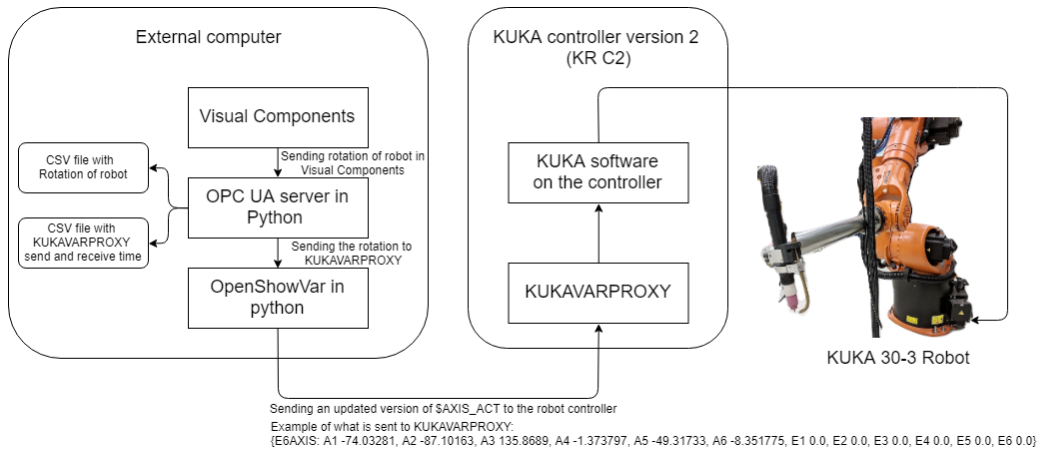 External computer
Visual Components
Sending rotation of robot in
Visual Components
CSV file with
Rotation of robot
OPC UA server in
Python
CSV file with
KUKAVARPROXY
send and receive time
Sending the rotation to
KUKAVARPROXY
OpenShowVar in
python
KUKA controller version 2
(KR C2)
KUKA software
on the controller
KUKAVARPROXY
KUKA 30-3 Robot
Sending an updated version of $AXIS_ACT to the robot controller
Example of what is sent to KUKAVARPROXY:
{E6AXIS: A1 -74.03281, A2 -87.10163, A3 135.8689, A4 -1.373797, A5 -49.31733, A6 -8.351775, E1 0.0, E2 0.0, E3 0.0, E4 0.0, E5 0.0, E6 0.0}